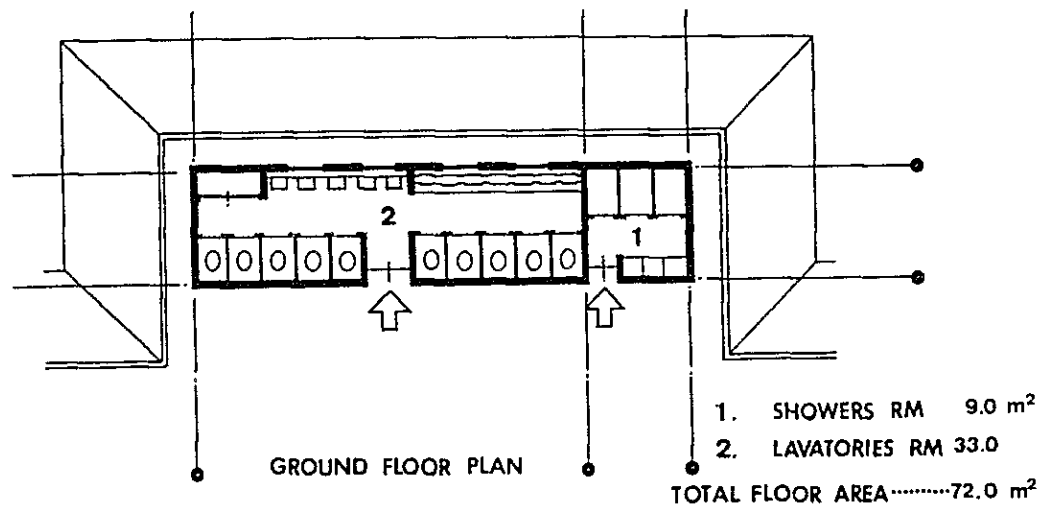 2
1
1. SHOWERS RM 9.0 m²
2. LAVATORIES RM 33.0
GROUND FLOOR PLAN
TOTAL FLOOR AREA··········72.0 m²